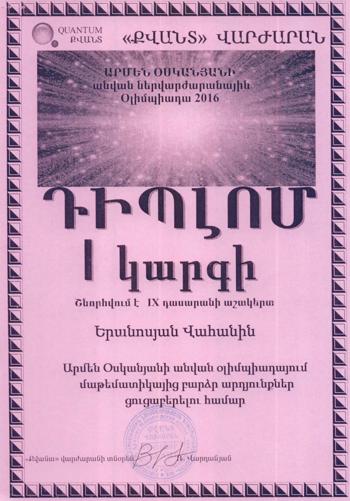 QUANTUM
ՔՎԱՆՏ
«ՔՎԱՆՏ» ՎԱՐԺԱՐԱՆ
ԱՐՄԵՆ ՕՍԿԱՆՅԱՆԻ
անվան ներվարժարանային
Օլիմպիադա 2016
ԴԻՊԼՈՄ
I կարգի
Շնորհվում է IX դասարանի աշակերտ
Երանոսյան Վահանին
Արմեն Օսկանյանի անվան օլիմպիադայում
մաթեմատիկայից բարձր արդյունքներ
ցուցաբերելու համար
«Քվանտ» վարժարանի տնօրեն
Վարդանյան